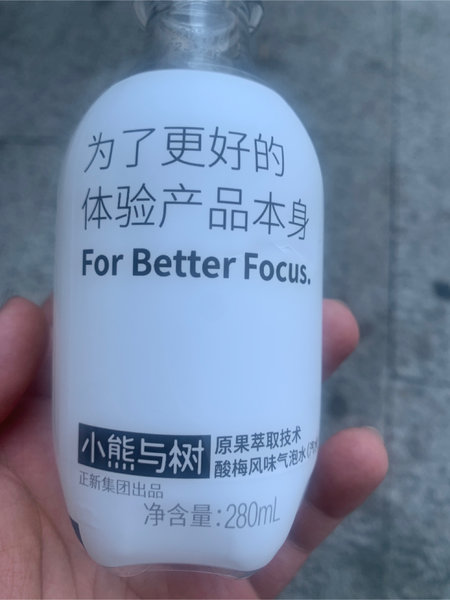 为了更好的
体验产品本身
For Better Focus.
小熊与树
原果萃取技术
酸梅风味气泡水(汽
正新集团出品
净含量:280mL